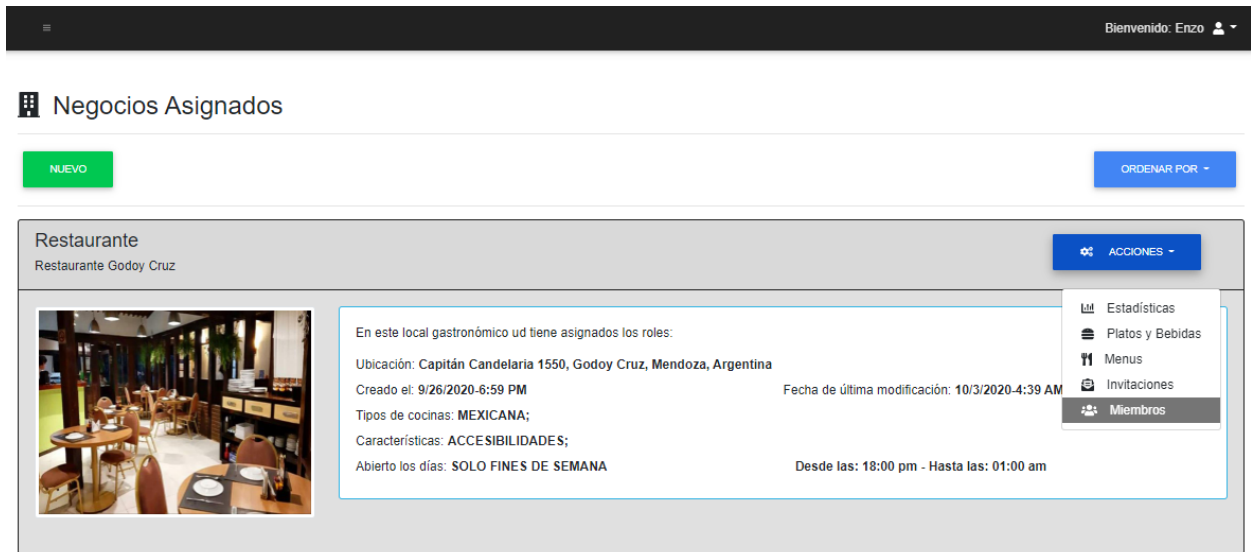 Bienvenido: Enzo
Negocios Asignados
NUEVO
ORDENAR POR
Restaurante
Restaurante Godoy Cruz
ACCIONES
Estadísticas
Platos y Bebidas
Menus
Invitaciones
Miembros
En este local gastronómico ud tiene asignados los roles:
Ubicación: Capitán Candelaria 1550, Godoy Cruz, Mendoza, Argentina
Creado el: 9/26/2020-6:59 PM Fecha de última modificación: 10/3/2020-4:39 AM
Tipos de cocinas: MEXICANA;
Características: ACCESIBILIDADES;
Abierto los días: SOLO FINES DE SEMANA Desde las: 18:00 pm - Hasta las: 01:00 am